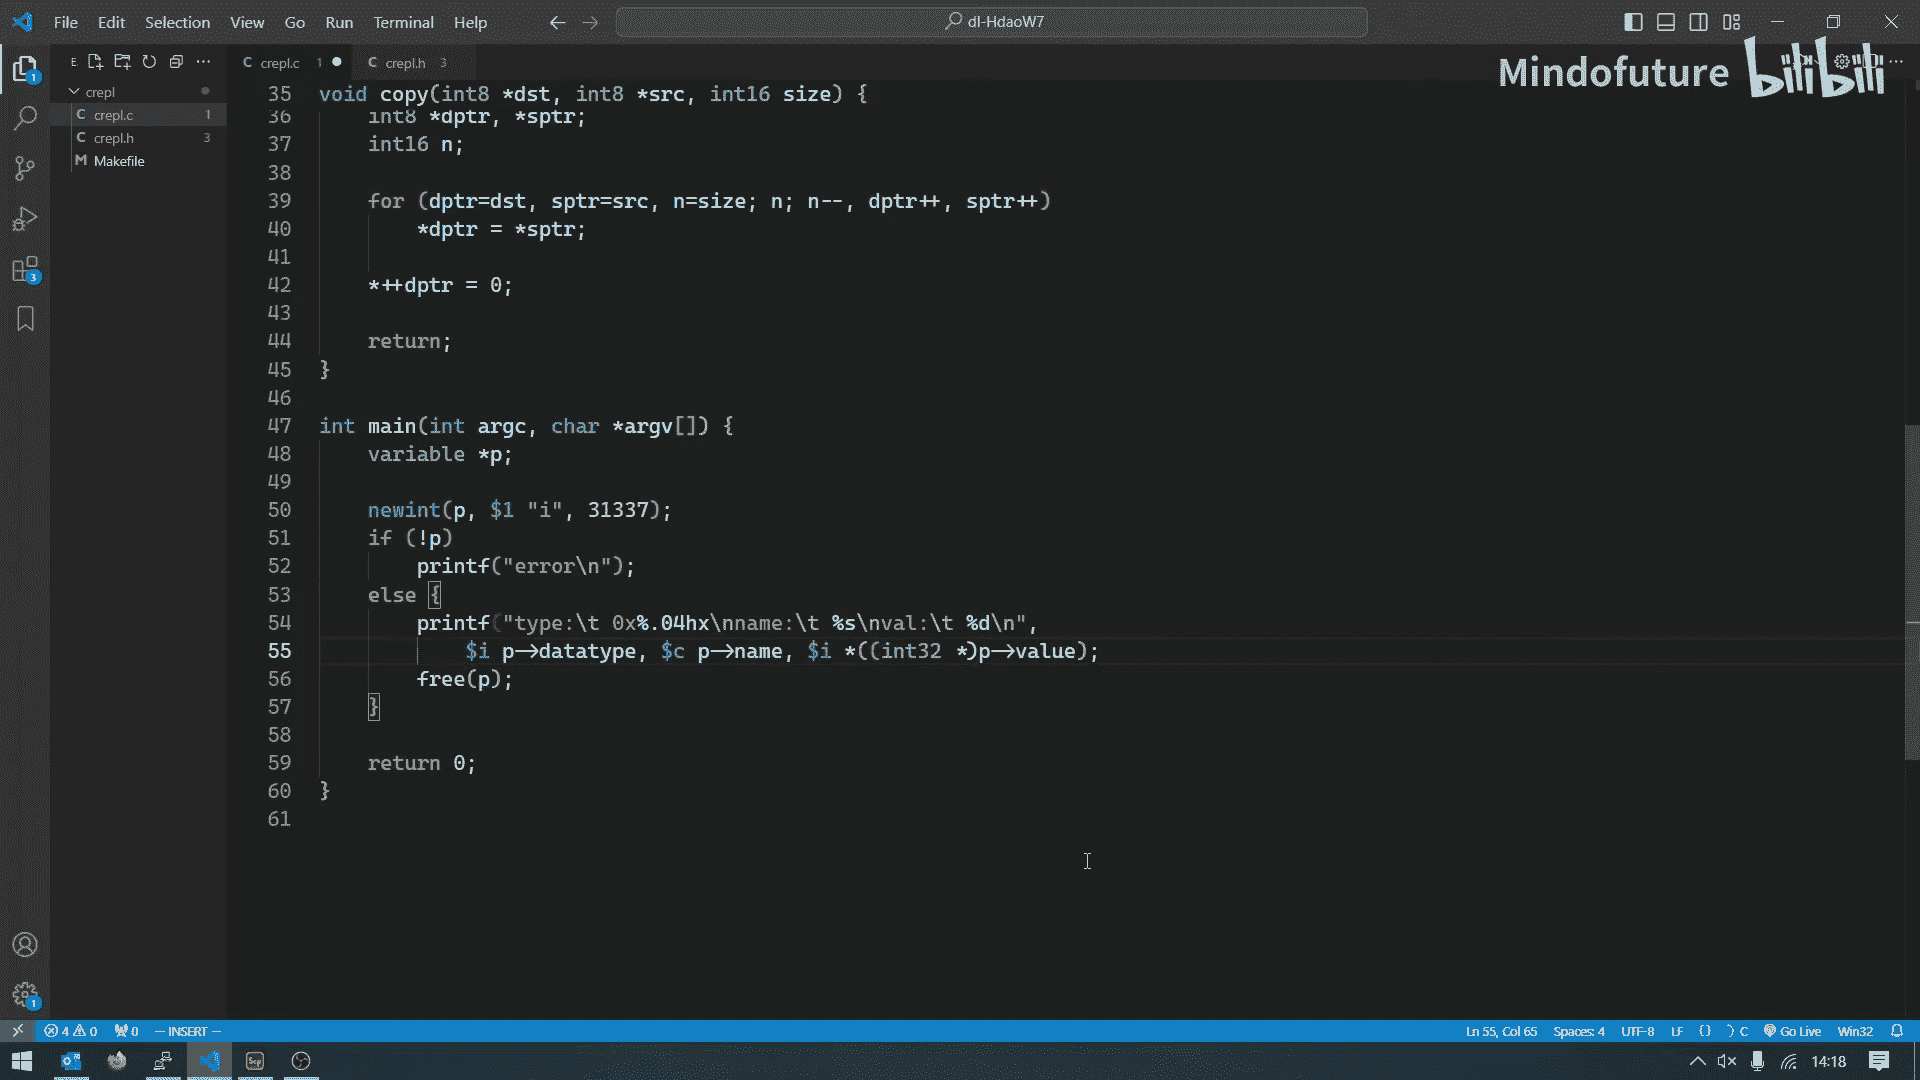 File Edit Selection View Go Run Terminal Help
dl-HdaoW7
Mindofuture bilibili
E
crepl.c 1
crepl.h 3
crepl
crepl.c 1
crepl.h 3
Makefile
35 void copy(int8 *dst, int8 *src, int16 size) {
36 int8 *dptr, *sptr;
37 int16 n;
38
39 for (dptr=dst, sptr=src, n=size; n; n--, dptr++, sptr++)
40 *dptr = *sptr;
41
42 *++dptr = 0;
43
44 return;
45 }
46
47 int main(int argc, char *argv[]) {
48 variable *p;
49
50 newint(p, $1 "i", 31337);
51 if (!p)
52 printf("error\n");
53 else {
54 printf("type:\t 0x%.04hx\nname:\t %s\nval:\t %d\n",
55 $i p->datatype, $c p->name, $i *((int32 *)p->value);
56 free(p);
57 }
58
59 return 0;
60 }
61
4 0 0 -- INSERT -- Ln 55, Col 65 Spaces: 4 UTF-8 LF {} C Go Live Win32
14:18